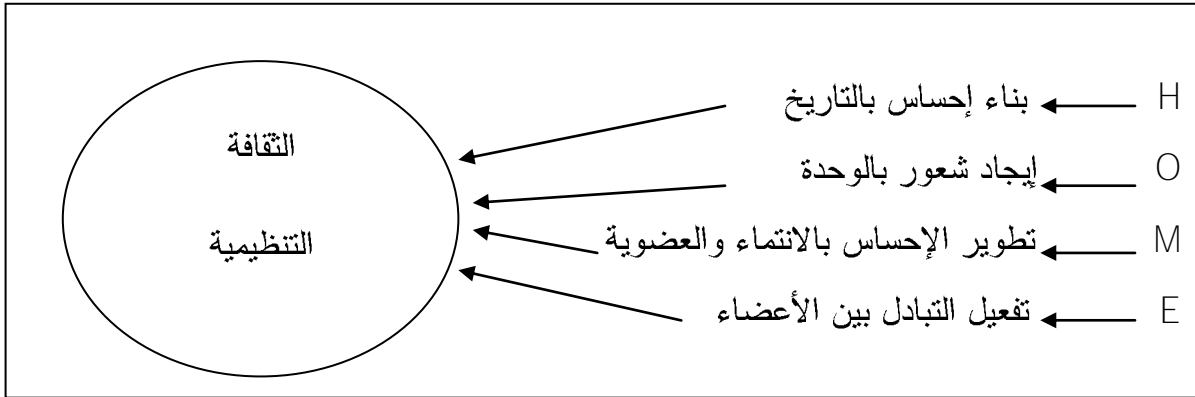 H بناء إحساس بالتاريخ
O إيجاد شعور بالوحدة
M تطوير الإحساس بالانتماء والعضوية
E تفعيل التبادل بين الأعضاء
الثقافة
التنظيمية